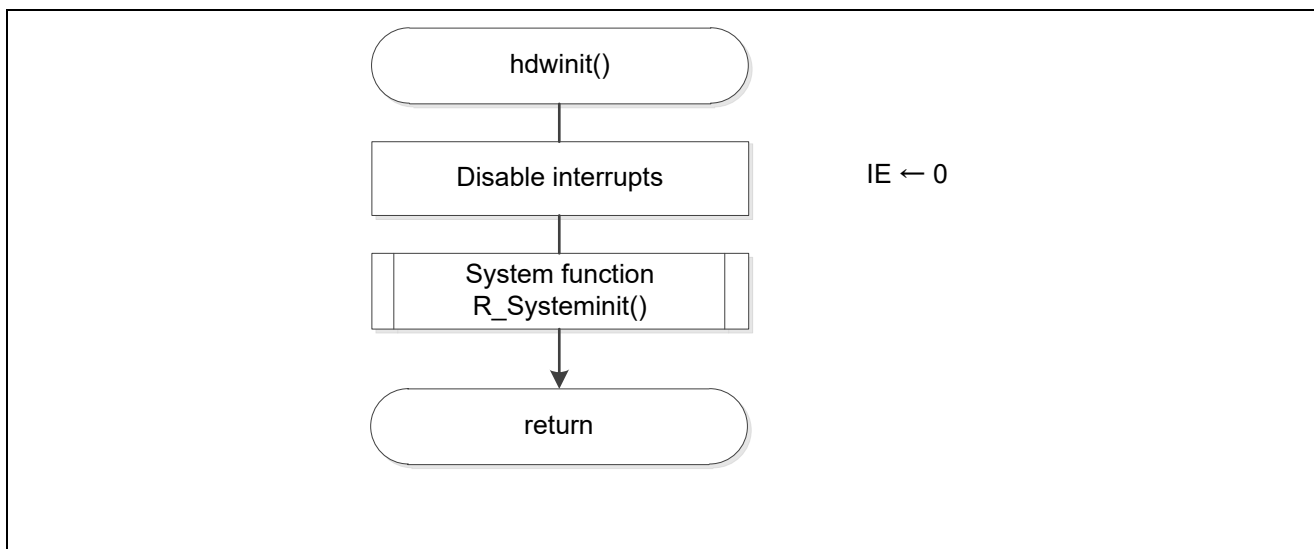 hdwinit()
Disable interrupts
IE ← 0
System function
R_Systeminit()
return